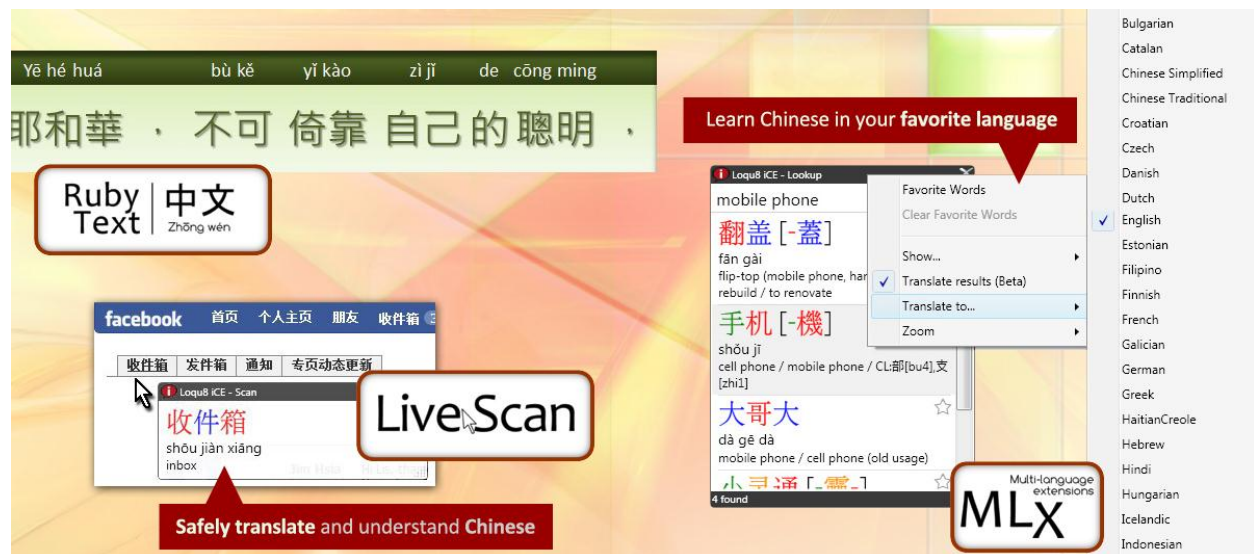 Yē hé huá bù kě yǐ kào zì jǐ de cōng ming
耶和華 · 不可 倚靠 自己 的 聰明 ·
Ruby Text 中文
Zhōng wén
facebook 首页 个人主页 朋友 收件箱
收件箱 发件箱 通知 专页动态更新
Loqu8 iCE - Scan
收件箱
shōu jiàn xiāng
inbox
LiveScan
Safely translate and understand Chinese
Learn Chinese in your favorite language
Loqu8 iCE - Lookup
mobile phone
翻盖 [-蓋]
fān gài
flip-top (mobile phone,
rebuild / to renovate
手机 [-機]
shǒu jī
cell phone / mobile phone / CL:部[bu4],支
[zhi1]
大哥大
dà gē dà
mobile phone / cell phone (old usage)
小灵通 [-靈-]
4 found
Favorite Words
Clear Favorite Words
Show...
Translate results (Beta)
Translate to...
Zoom
Multi-language
extensions
MLX
Bulgarian
Catalan
Chinese Simplified
Chinese Traditional
Croatian
Czech
Danish
Dutch
English
Estonian
Filipino
Finnish
French
Galician
German
Greek
HaitianCreole
Hebrew
Hindi
Hungarian
Icelandic
Indonesian